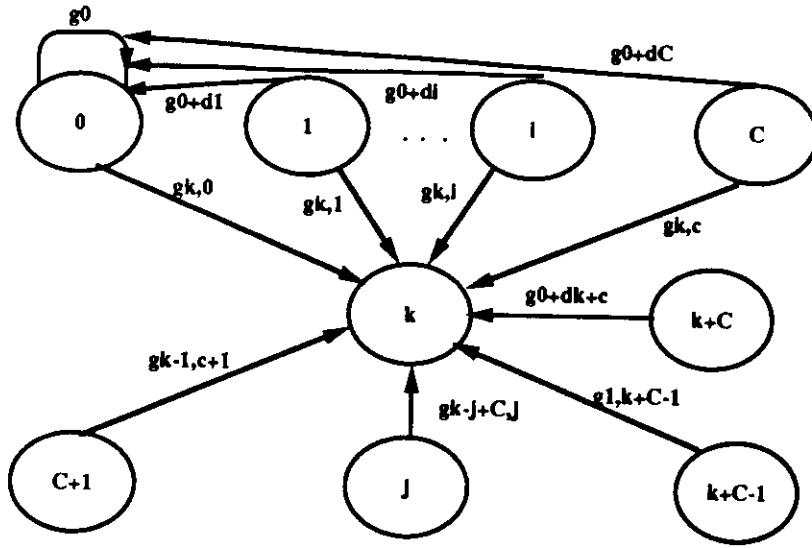 g0
g0+dC
g0+d1
g0+di
0
1
. . .
i
C
gk,0
gk,1
gk,i
gk,c
k
g0+dk+c
k+C
gk-1,c+1
gk-j+C,J
g1,k+C-1
C+1
J
k+C-1